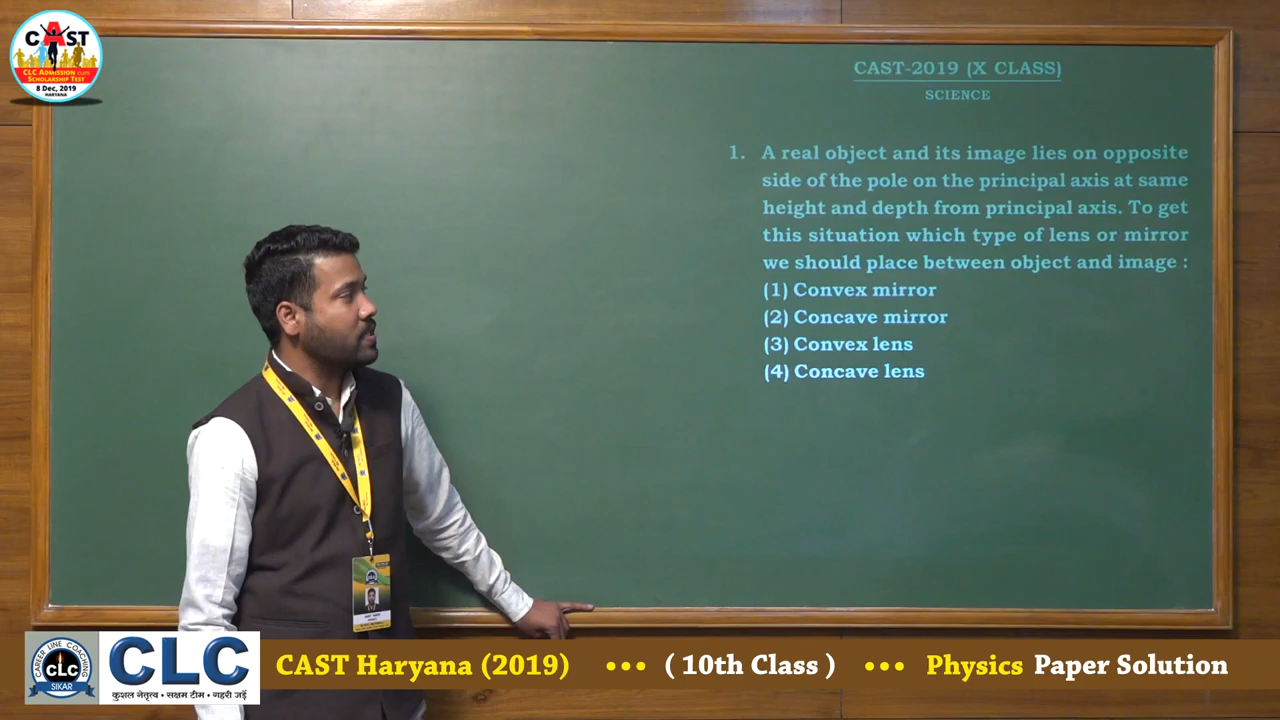 CAST
CLC ADMISSION CUM
SCHOLARSHIP TEST
8 Dec, 2019
HARYANA
CAST-2019 (X CLASS)
SCIENCE
1. A real object and its image lies on opposite
side of the pole on the principal axis at same
height and depth from principal axis. To get
this situation which type of lens or mirror
we should place between object and image :
(1) Convex mirror
(2) Concave mirror
(3) Convex lens
(4) Concave lens
CAREER LINE COACHING
CLC
SIKAR
CLC
कुशल नेतृत्व • सक्षम टीम • गहरी जड़ें
CAST Haryana (2019) ••• ( 10th Class ) ••• Physics Paper Solution